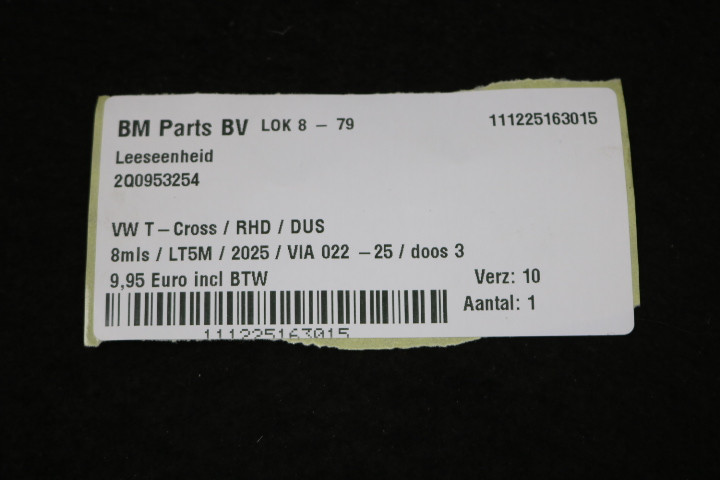 BM Parts BV LOK 8 – 79 111225163015
Leeseenheid
2Q0953254
VW T–Cross / RHD / DUS
8mls / LT5M / 2025 / VIA 022 –25 / doos 3
9,95 Euro incl BTW Verz: 10
Aantal: 1
111225163015